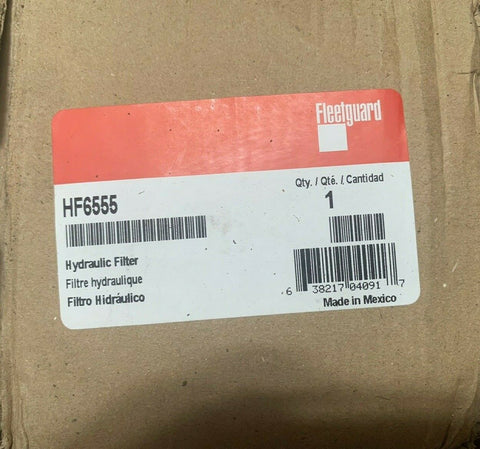 Fleetguard
HF6555
Qty. / Qté. / Cantidad
1
Hydraulic Filter
Filtre hydraulique
Filtro Hidráulico
6 38217 04091 7
Made in Mexico